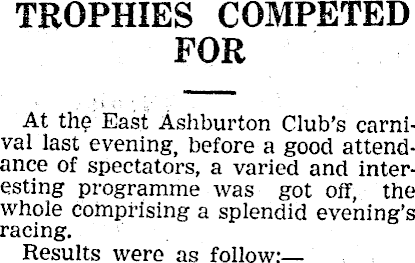 TROPHIES COMPETED
FOR
At the East Ashburton Club's carni-
val last evening, before a good attend-
ance of spectators, a varied and inter-
esting programme was got off, the
whole comprising a splendid evening's
racing.
Results were as follow:—